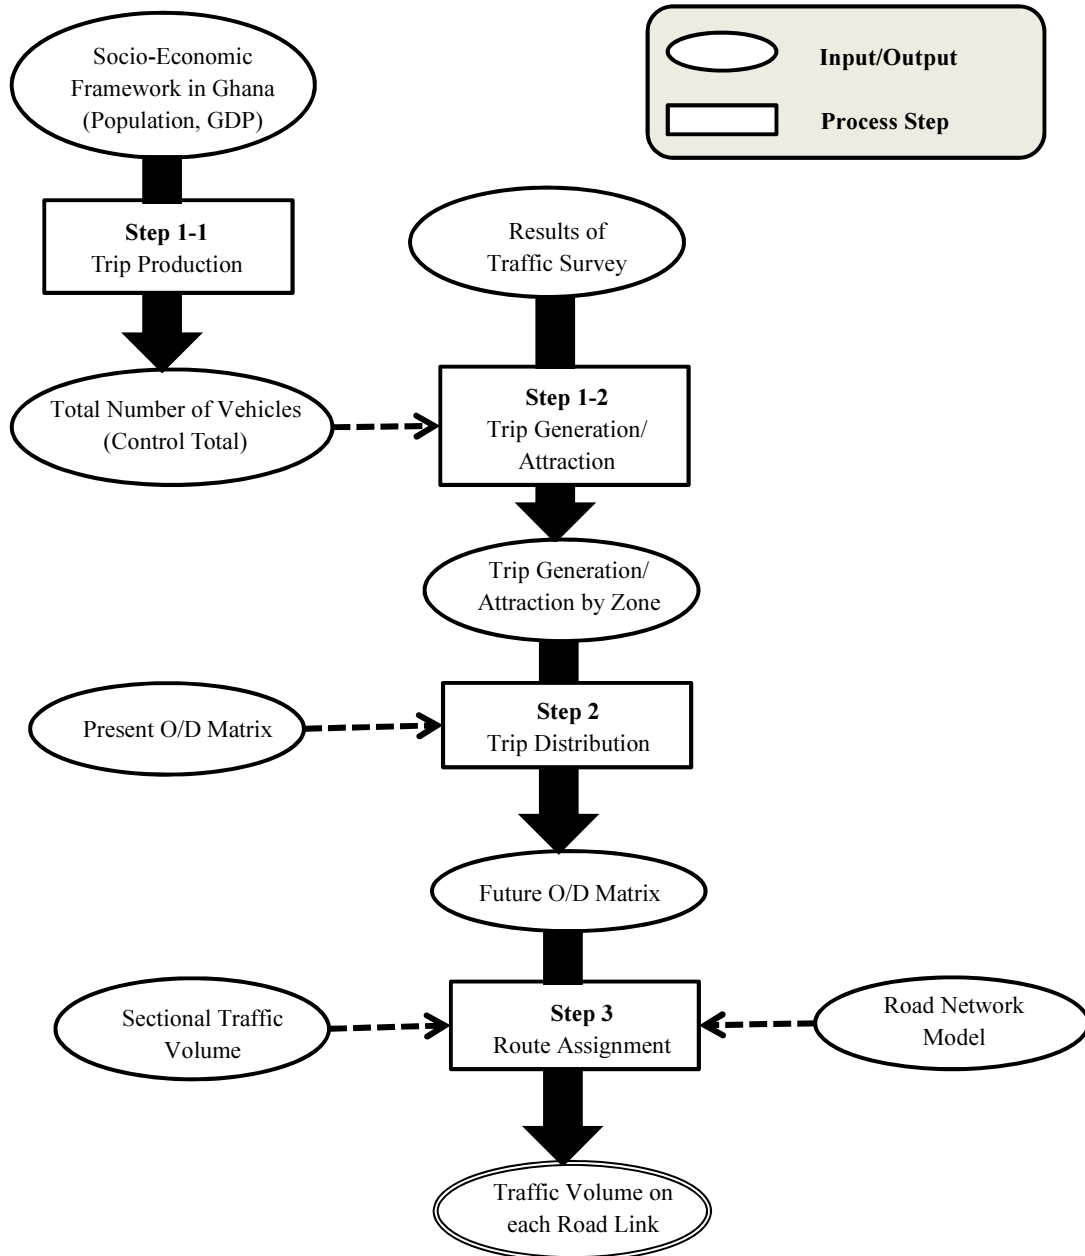 Socio-Economic
Framework in Ghana
(Population, GDP)
Input/Output
Process Step
Step 1-1
Trip Production
Results of
Traffic Survey
Total Number of Vehicles
(Control Total)
Step 1-2
Trip Generation/
Attraction
Trip Generation/
Attraction by Zone
Present O/D Matrix
Step 2
Trip Distribution
Future O/D Matrix
Sectional Traffic
Volume
Step 3
Route Assignment
Road Network
Model
Traffic Volume on
each Road Link